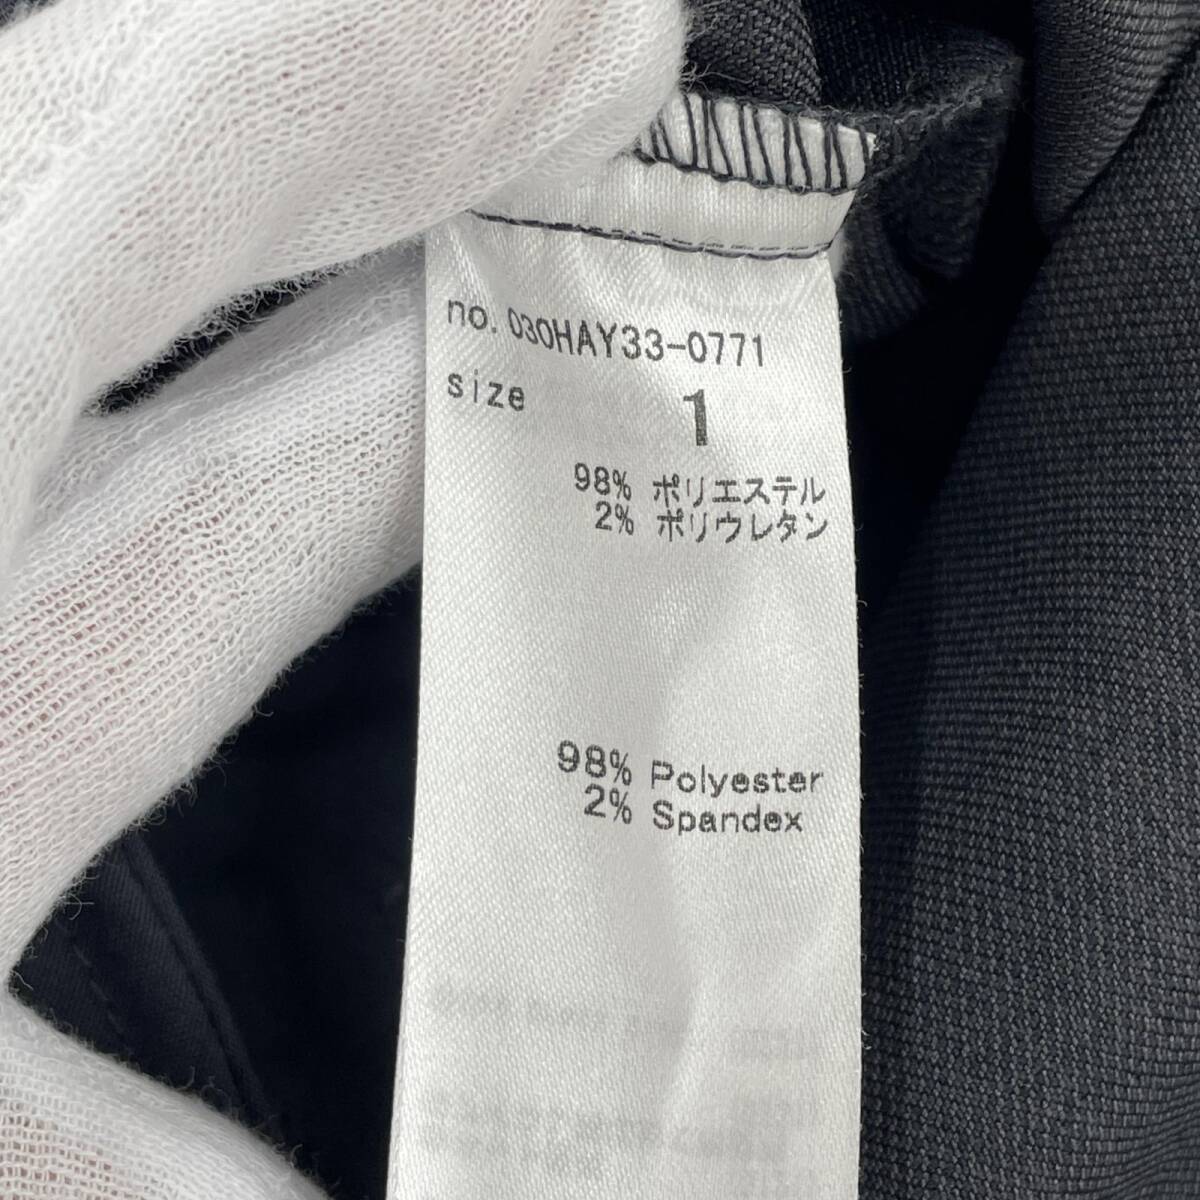 no. 030HAY33-0771
size 1
98% ポリエステル
2% ポリウレタン
98% Polyester
2% Spandex